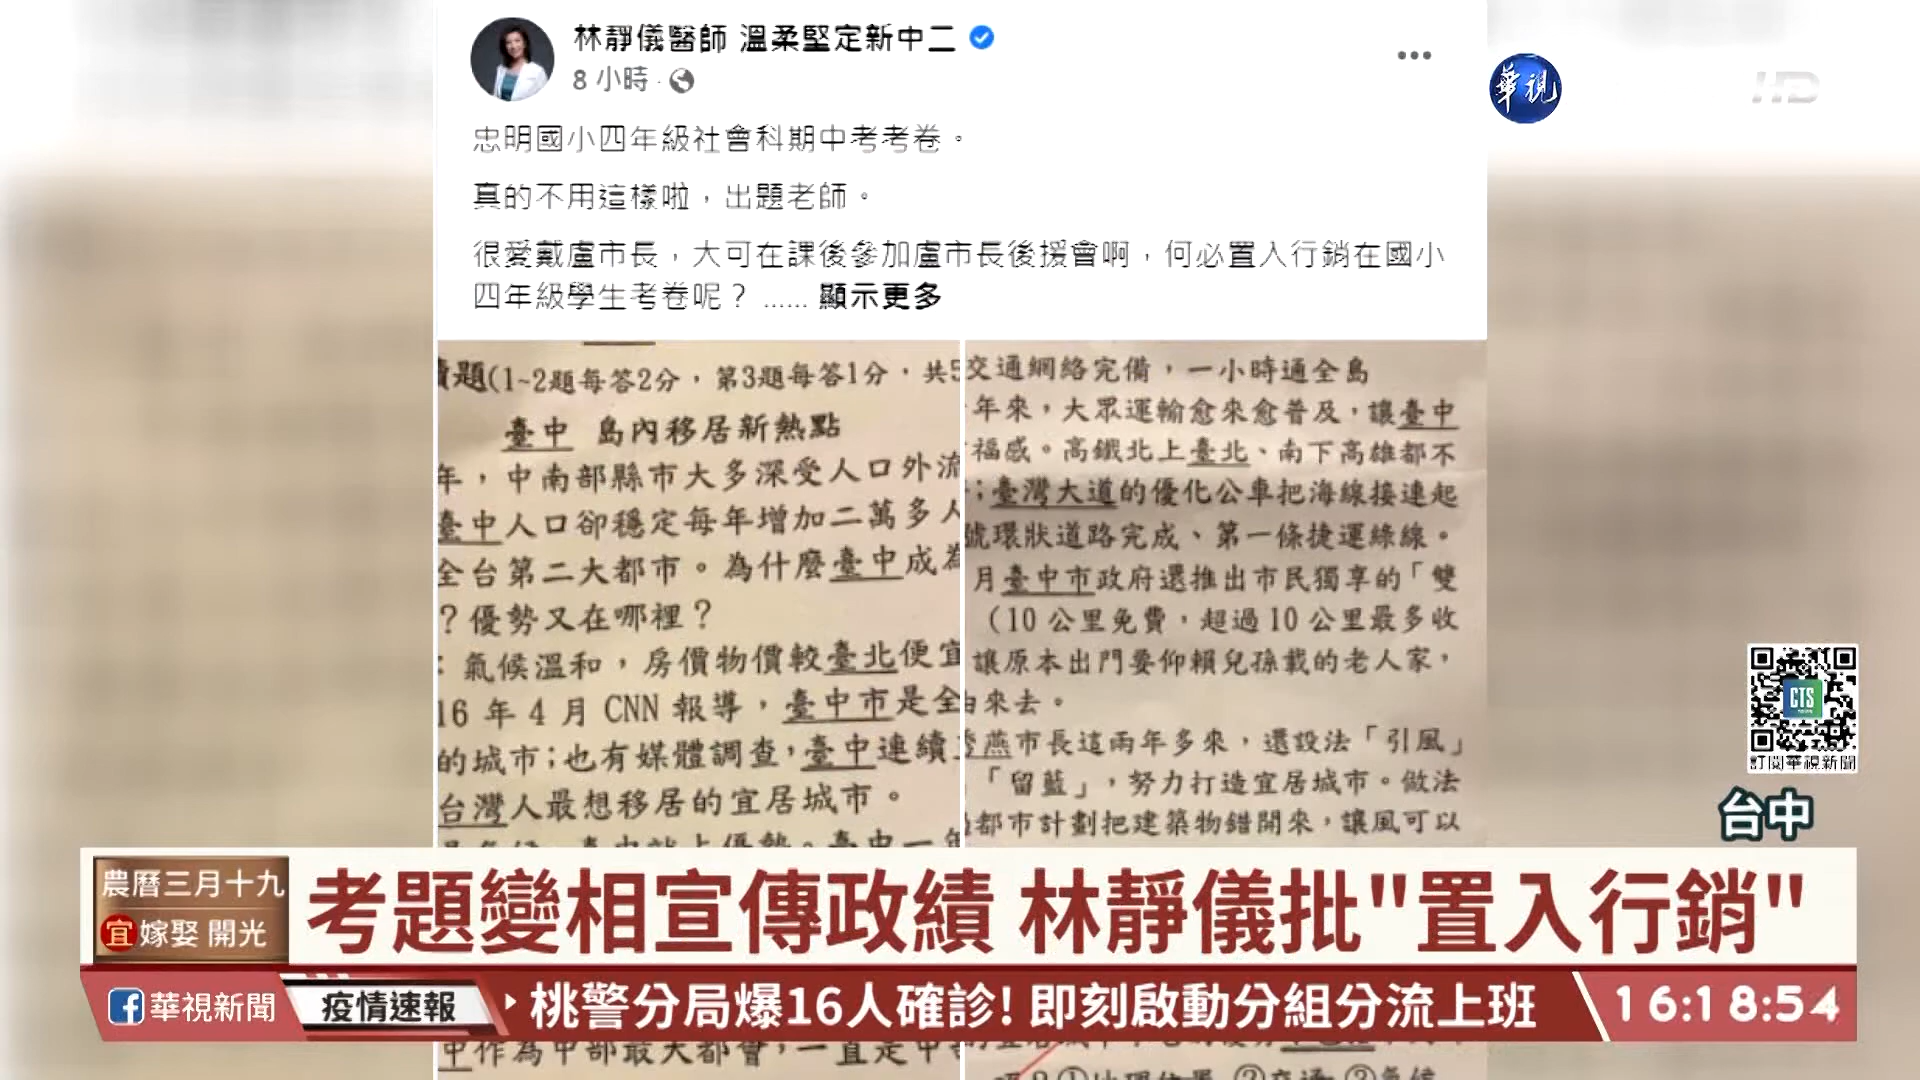 林靜儀醫師 溫柔堅定新中二
8 小時
忠明國小四年級社會科期中考考卷。
真的不用這樣啦，出題老師。
很愛戴盧市長，大可在課後參加盧市長後援會啊，何必置入行銷在國小
四年級學生考卷呢？ ...... 顯示更多
華視
HD
題(1~2題每答2分，第3題每答1分，共5
臺中 島內移居新熱點
年，中南部縣市大多深受人口外流
臺中人口卻穩定每年增加二萬多人
全台第二大都市。為什麼臺中成為
？優勢又在哪裡？
：氣候溫和，房價物價較臺北便宜
16 年 4 月 CNN 報導，臺中市是全
的城市；也有媒體調查，臺中連續
台灣人最想移居的宜居城市。
中作為中部最大都會，一直是中
交通網絡完備，一小時通全島
年來，大眾運輸愈來愈普及，讓臺中
福感。高鐵北上臺北、南下高雄都不
；臺灣大道的優化公車把海線接連起
號環狀道路完成、第一條捷運綠線。
月臺中市政府還推出市民獨享的「雙
（10 公里免費，超過 10 公里最多收
讓原本出門要仰賴兒孫載的老人家，
由來去。
秀燕市長這兩年多來，還設法「引風」
「留藍」，努力打造宜居城市。做法
都市計劃把建築物錯開來，讓風可以
CTS
訂閱華視新聞
台中
農曆三月十九
宜 嫁娶 開光
考題變相宣傳政績 林靜儀批"置入行銷"
華視新聞
疫情速報
桃警分局爆16人確診! 即刻啟動分組分流上班
16:18:54